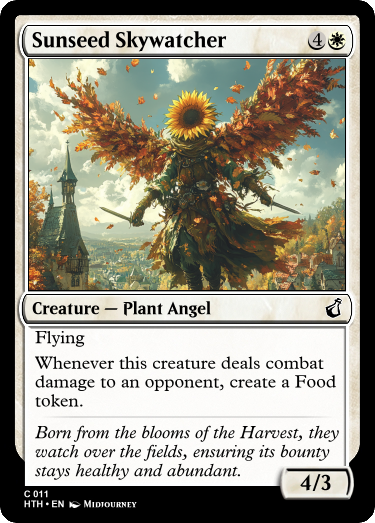 Sunseed Skywatcher 4
Creature — Plant Angel
Flying
Whenever this creature deals combat
damage to an opponent, create a Food
token.
Born from the blooms of the Harvest, they
watch over the fields, ensuring its bounty
stays healthy and abundant.
4/3
C 011
HTH • EN Midjourney